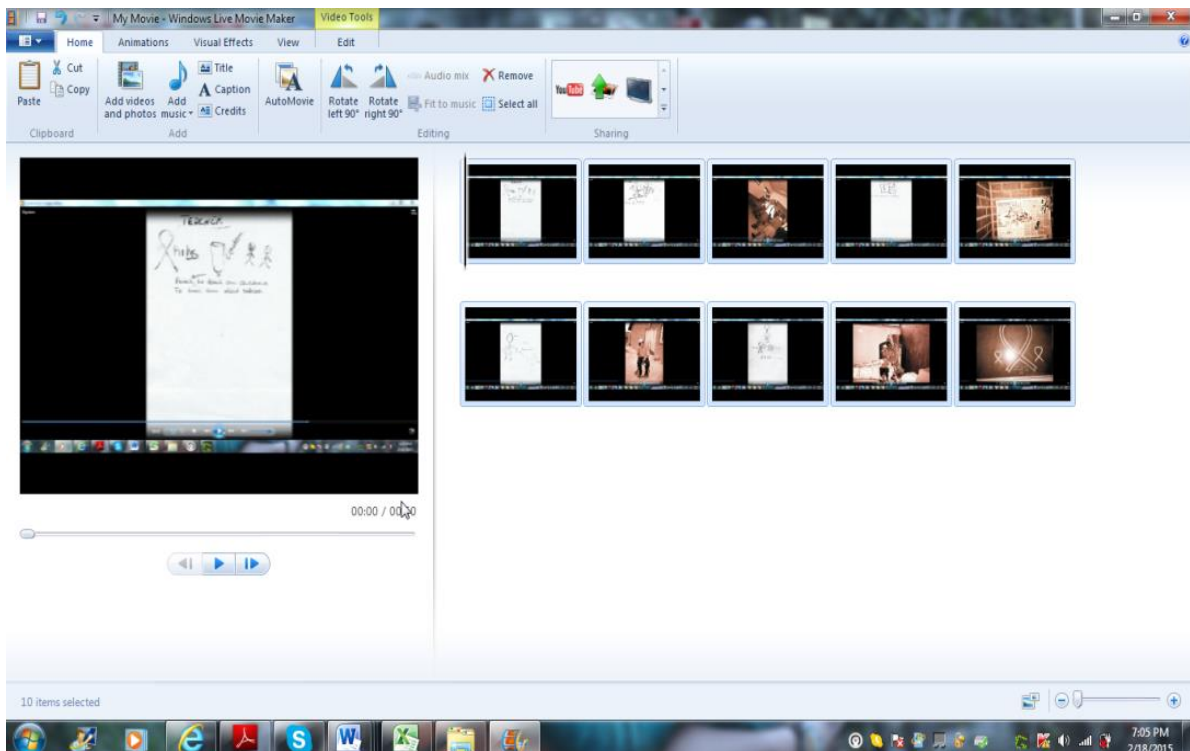 My Movie - Windows Live Movie Maker
Video Tools
Home Animations Visual Effects View Edit
Paste
Cut
Copy
Clipboard
Add videos and photos
Add music
Title
Caption
Credits
Add
AutoMovie
Rotate left 90°
Rotate right 90°
Audio mix
Fit to music
Remove
Select all
Editing
YouTube
Sharing
TEACHER
to
00:00 /
10 items selected
7:05 PM
2/18/2015